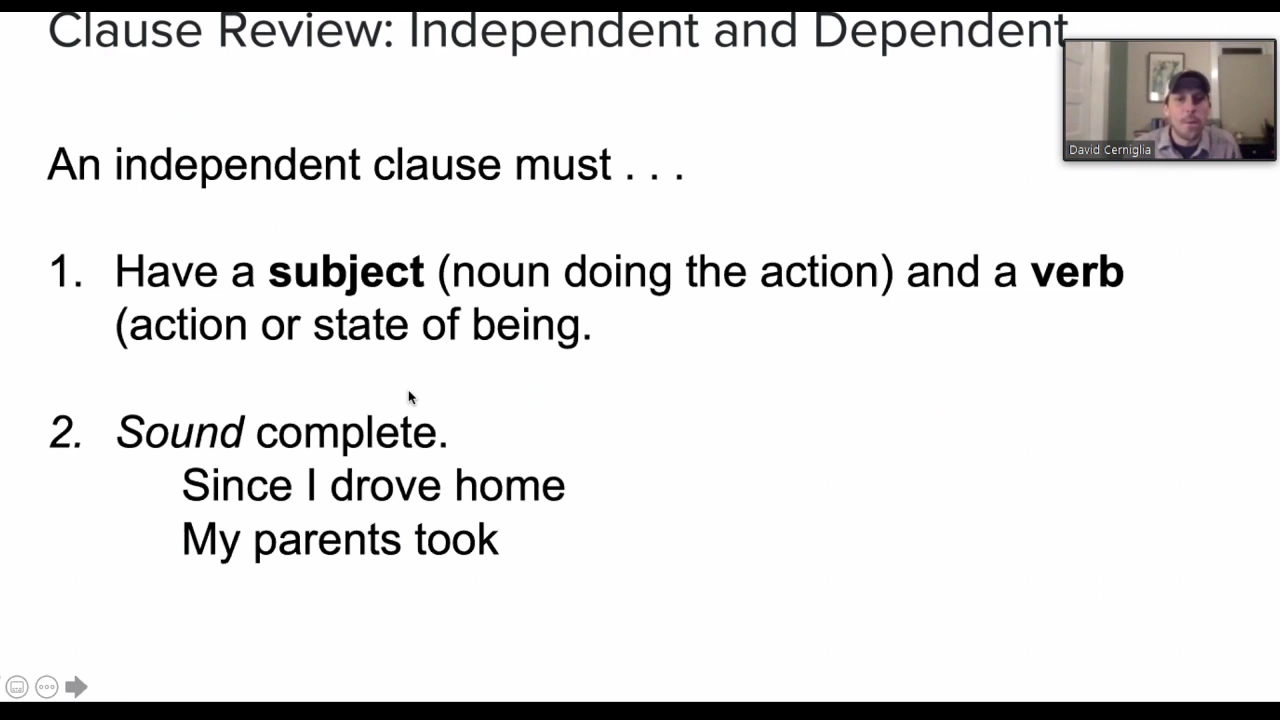 Clause Review: Independent and Dependent
David Cerniglia
An independent clause must . . .
1. Have a subject (noun doing the action) and a verb
(action or state of being.
2. Sound complete.
Since I drove home
My parents took